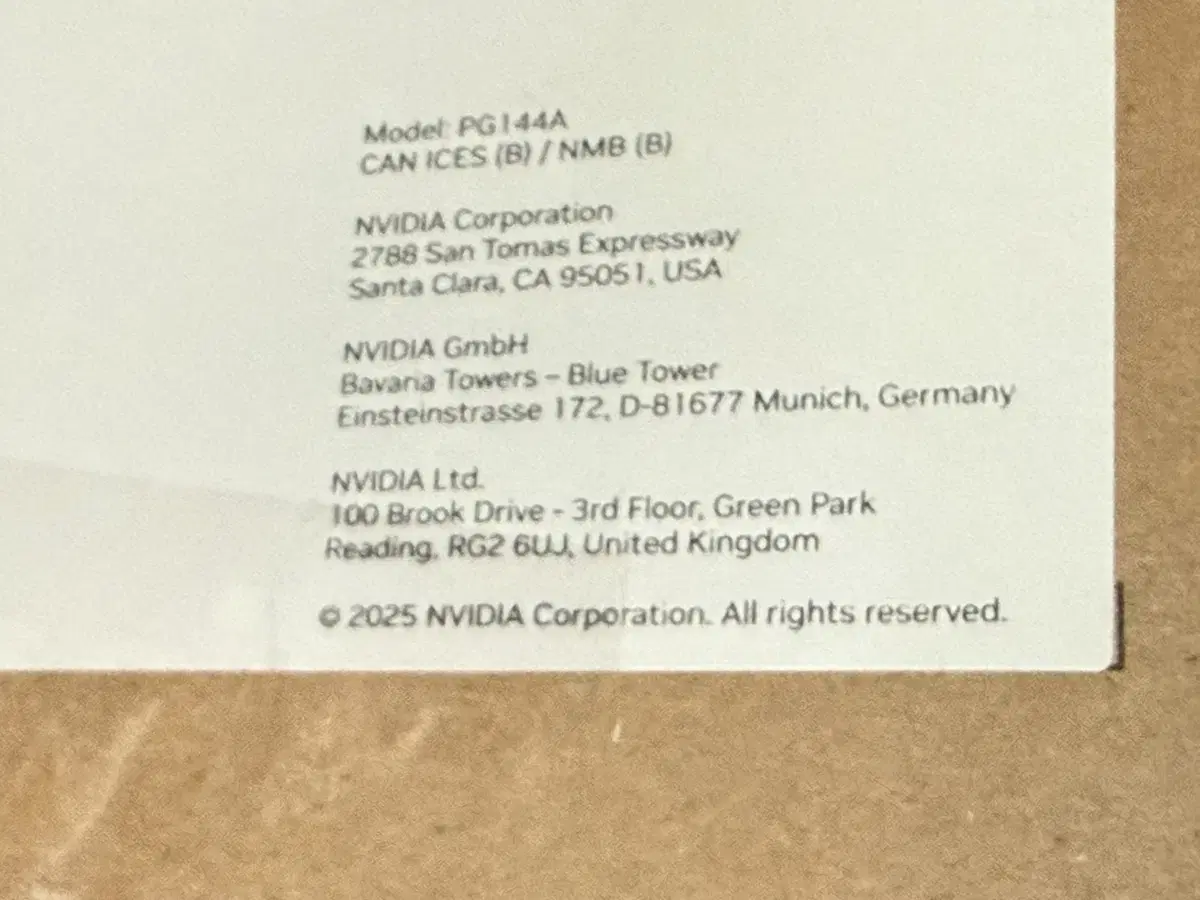 Model: PG144A
CAN ICES (B) / NMB (B)
NVIDIA Corporation
2788 San Tomas Expressway
Santa Clara, CA 95051, USA
NVIDIA GmbH
Bavaria Towers – Blue Tower
Einsteinstrasse 172, D-81677 Munich, Germany
NVIDIA Ltd.
100 Brook Drive - 3rd Floor, Green Park
Reading, RG2 6UJ, United Kingdom
© 2025 NVIDIA Corporation. All rights reserved.